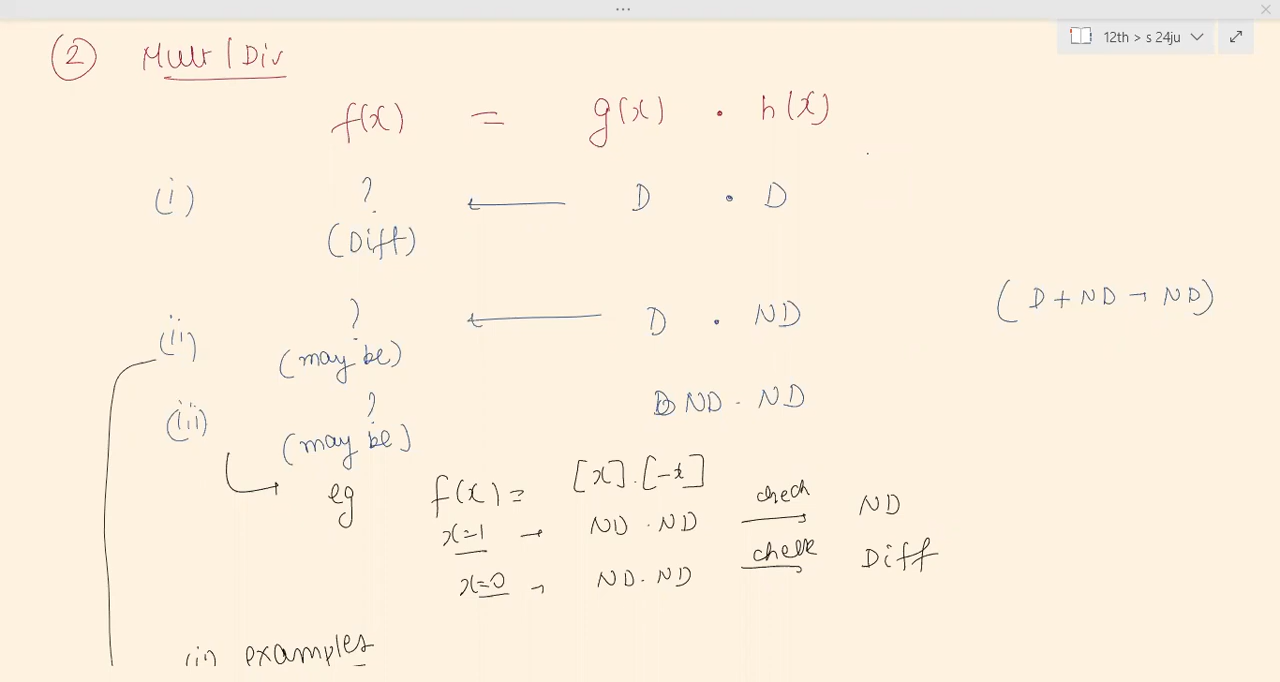 12th > s 24ju
② Mult | Div
f(x) = g(x) . h(x)
(i) ? ← D . D
(Diff)
(ii) ? ← D . ND (D + ND → ND)
(may be)
(iii) ? ND . ND
(may be)
eg f(x) = [x].[-x] check ND
x=1 → ND . ND
x=0 → ND . ND check Diff
(i) examples